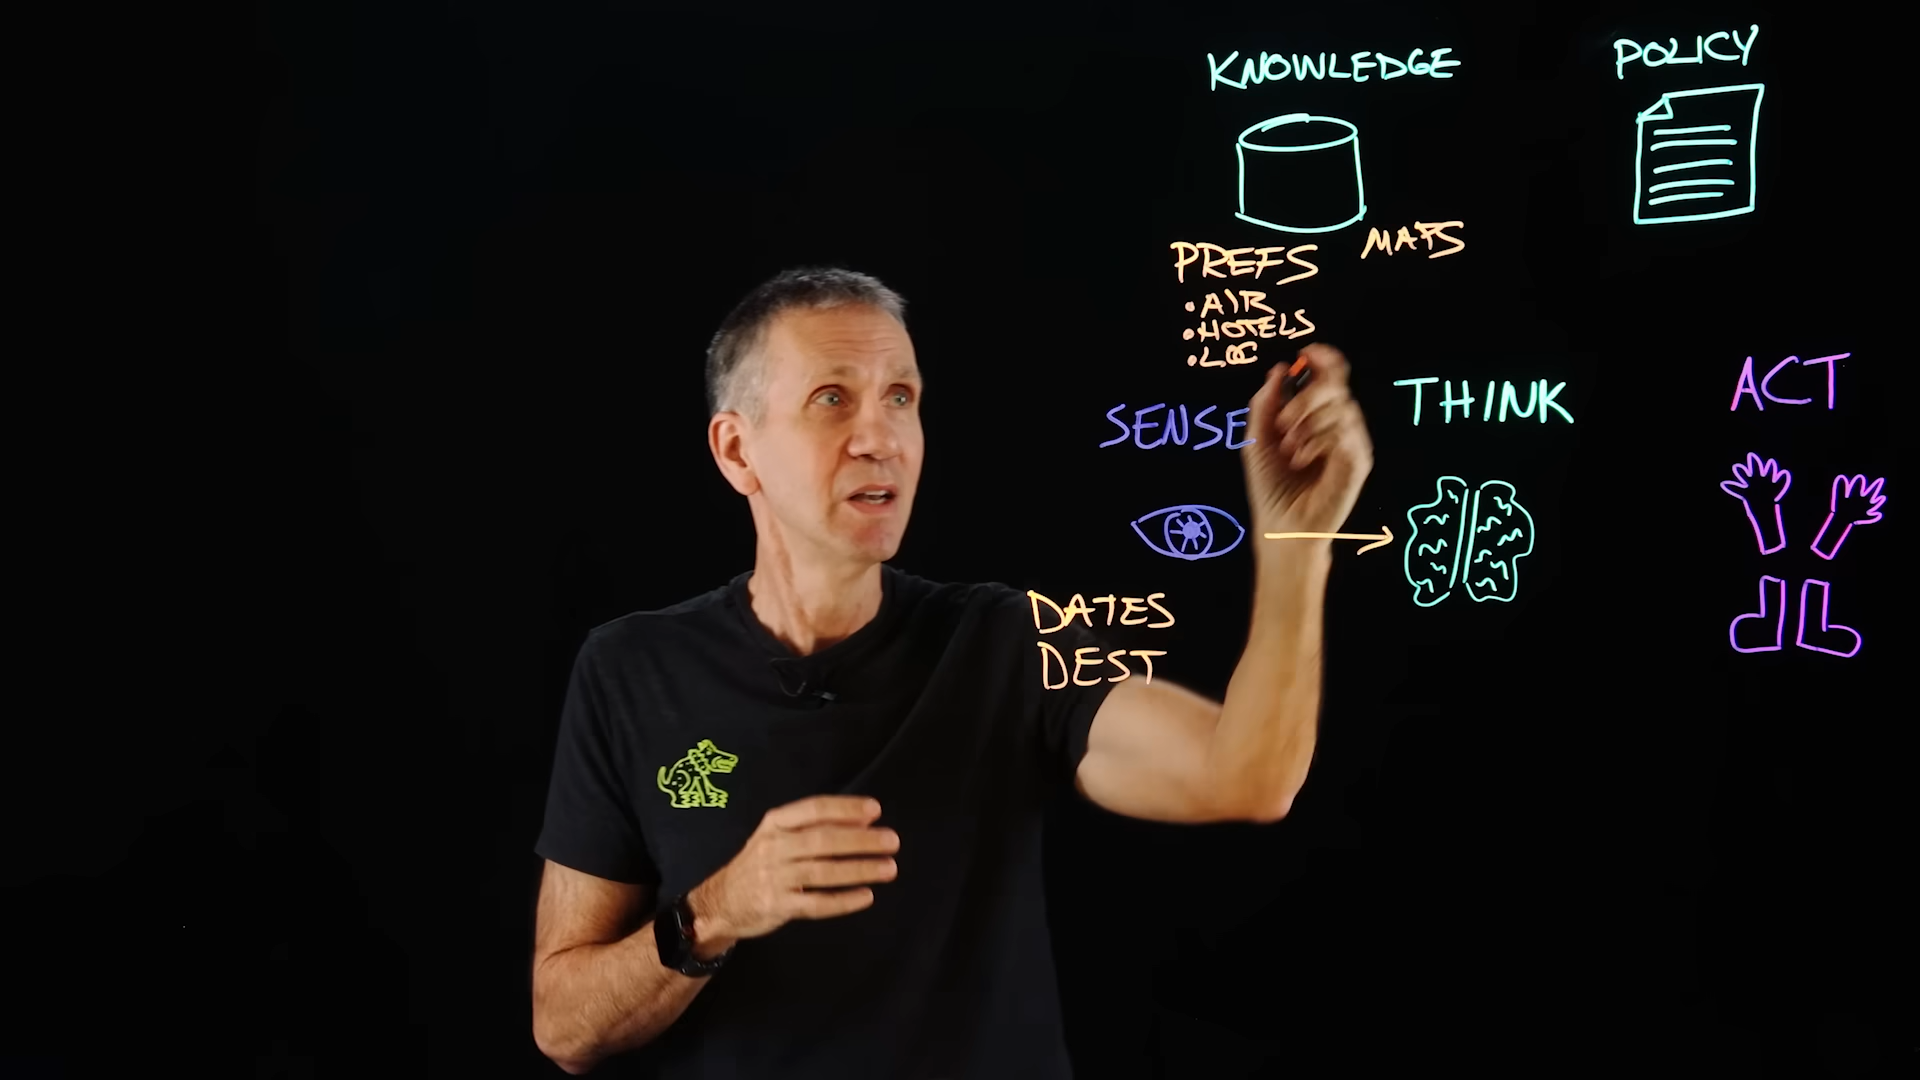 KNOWLEDGE
POLICY
MAPS
PREFS
• AIR
• HOTELS
• LOC
SENSE
THINK
ACT
DATES
DEST